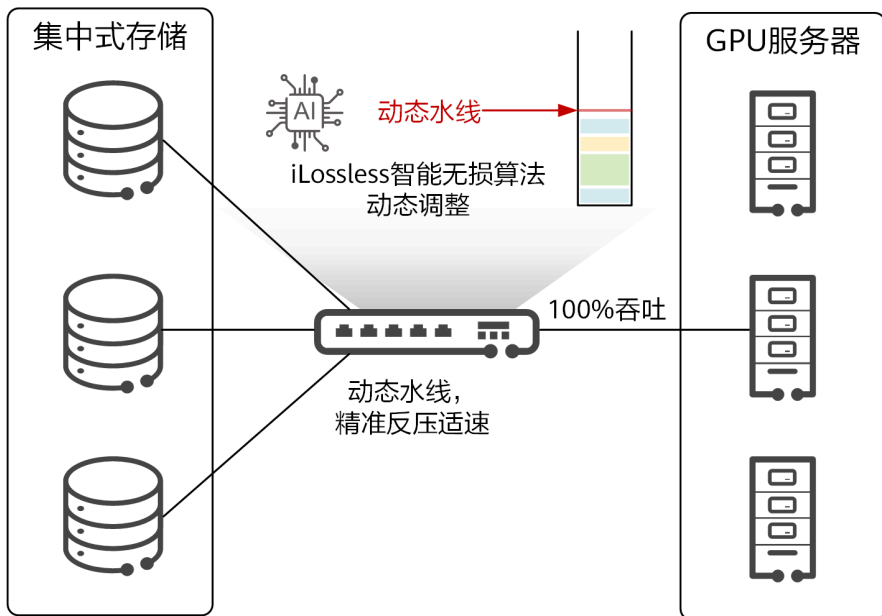 集中式存储
GPU服务器
AI
动态水线
iLossless智能无损算法
动态调整
100%吞吐
动态水线，
精准反压适速